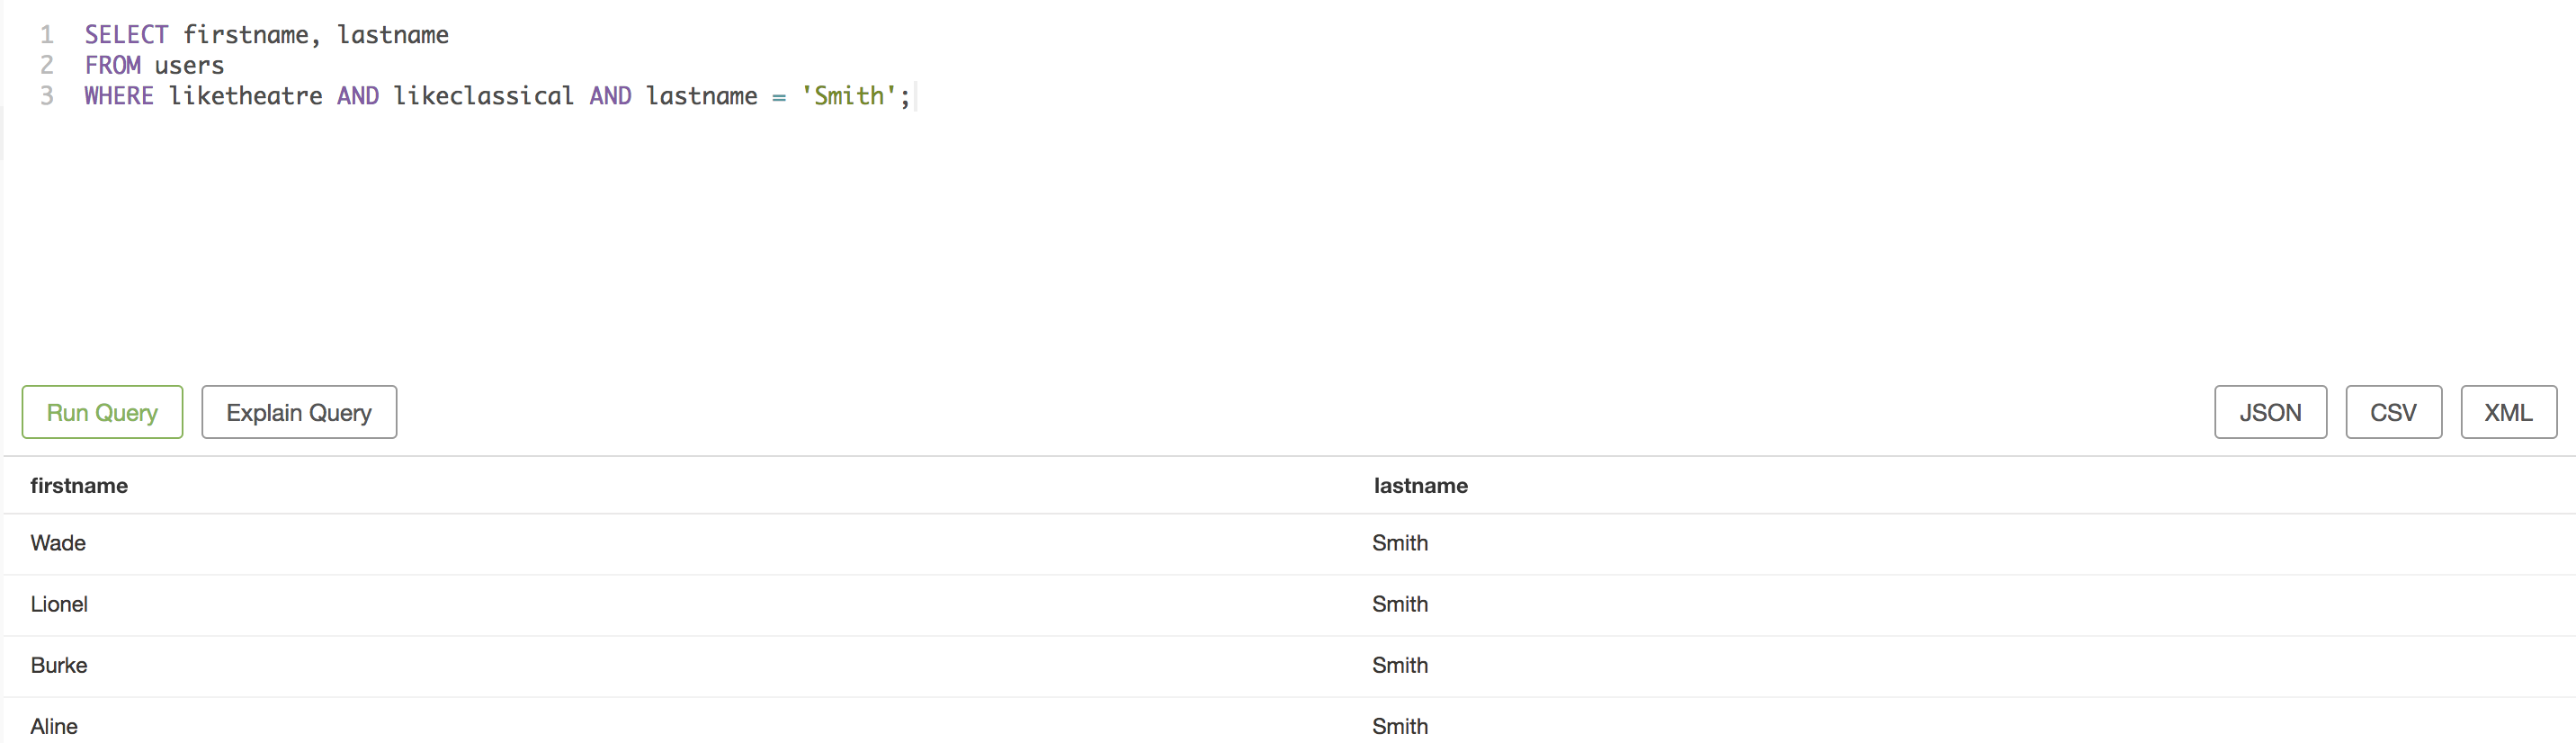 1 SELECT firstname, lastname
2 FROM users
3 WHERE liketheatre AND likeclassical AND lastname = 'Smith';
Run Query Explain Query JSON CSV XML
firstname lastname
Wade Smith
Lionel Smith
Burke Smith
Aline Smith